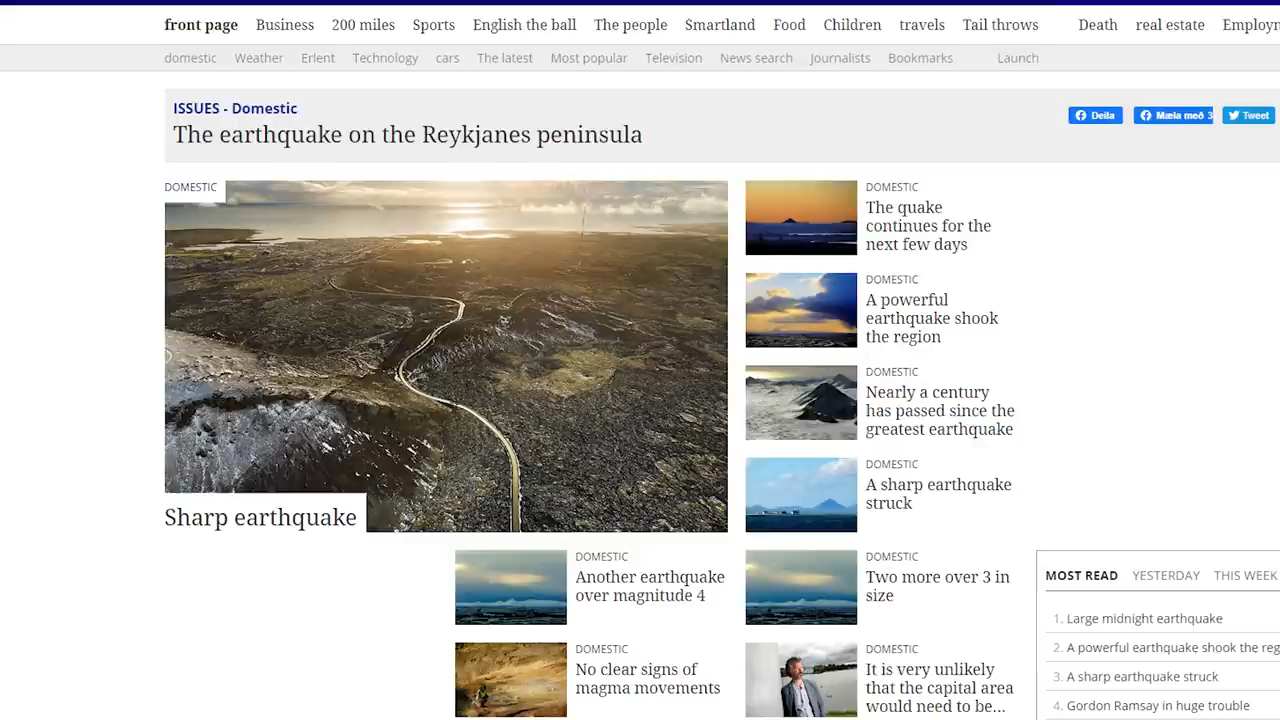 front page Business 200 miles Sports English the ball The people Smartland Food Children travels Tail throws Death real estate
domestic Weather Erlent Technology cars The latest Most popular Television News search Journalists Bookmarks Launch
ISSUES - Domestic
The earthquake on the Reykjanes peninsula
Deila Mæla með 3 Tweet
DOMESTIC
Sharp earthquake
DOMESTIC
The quake
continues for the
next few days
DOMESTIC
A powerful
earthquake shook
the region
DOMESTIC
Nearly a century
has passed since the
greatest earthquake
DOMESTIC
A sharp earthquake
struck
DOMESTIC
Another earthquake
over magnitude 4
DOMESTIC
Two more over 3 in
size
DOMESTIC
No clear signs of
magma movements
DOMESTIC
It is very unlikely
that the capital area
would need to be...
MOST READ YESTERDAY THIS WEEK
1. Large midnight earthquake
2. A powerful earthquake shook the reg
3. A sharp earthquake struck
4. Gordon Ramsay in huge trouble